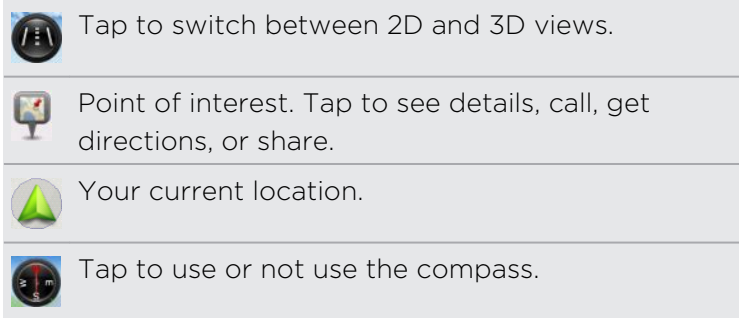 Tap to switch between 2D and 3D views.
Point of interest. Tap to see details, call, get
directions, or share.
Your current location.
Tap to use or not use the compass.